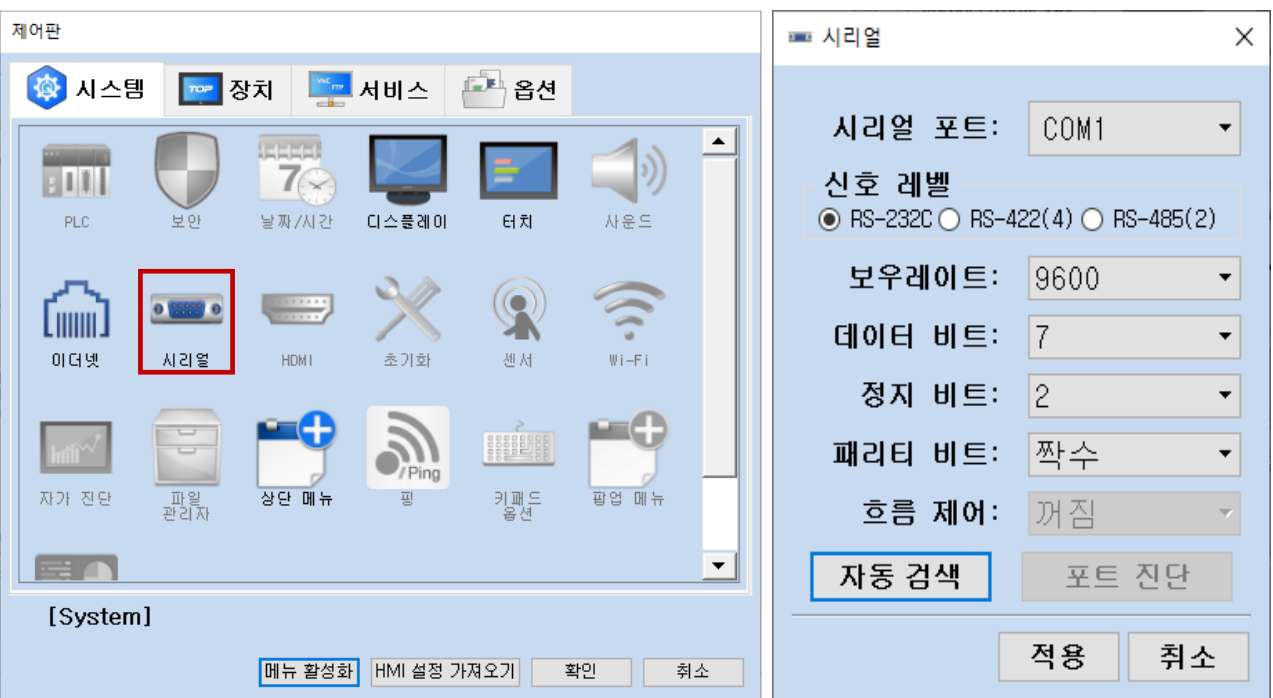 제어판
시스템
TOP 장치
VNC FTP 서비스
옵션
7
PLC
보안
날짜/시간
디스플레이
터치
사운드
이더넷
시리얼
HDMI
초기화
센서
Wi-Fi
/Ping
자가 진단
파일
관리자
상단 메뉴
핑
키패드
옵션
팝업 메뉴
[System]
메뉴 활성화
HMI 설정 가져오기
확인
취소
시리얼
시리얼 포트: COM1
신호 레벨
RS-232C RS-422(4) RS-485(2)
보우레이트: 9600
데이터 비트: 7
정지 비트: 2
패리티 비트: 짝수
흐름 제어: 꺼짐
자동 검색
포트 진단
적용
취소